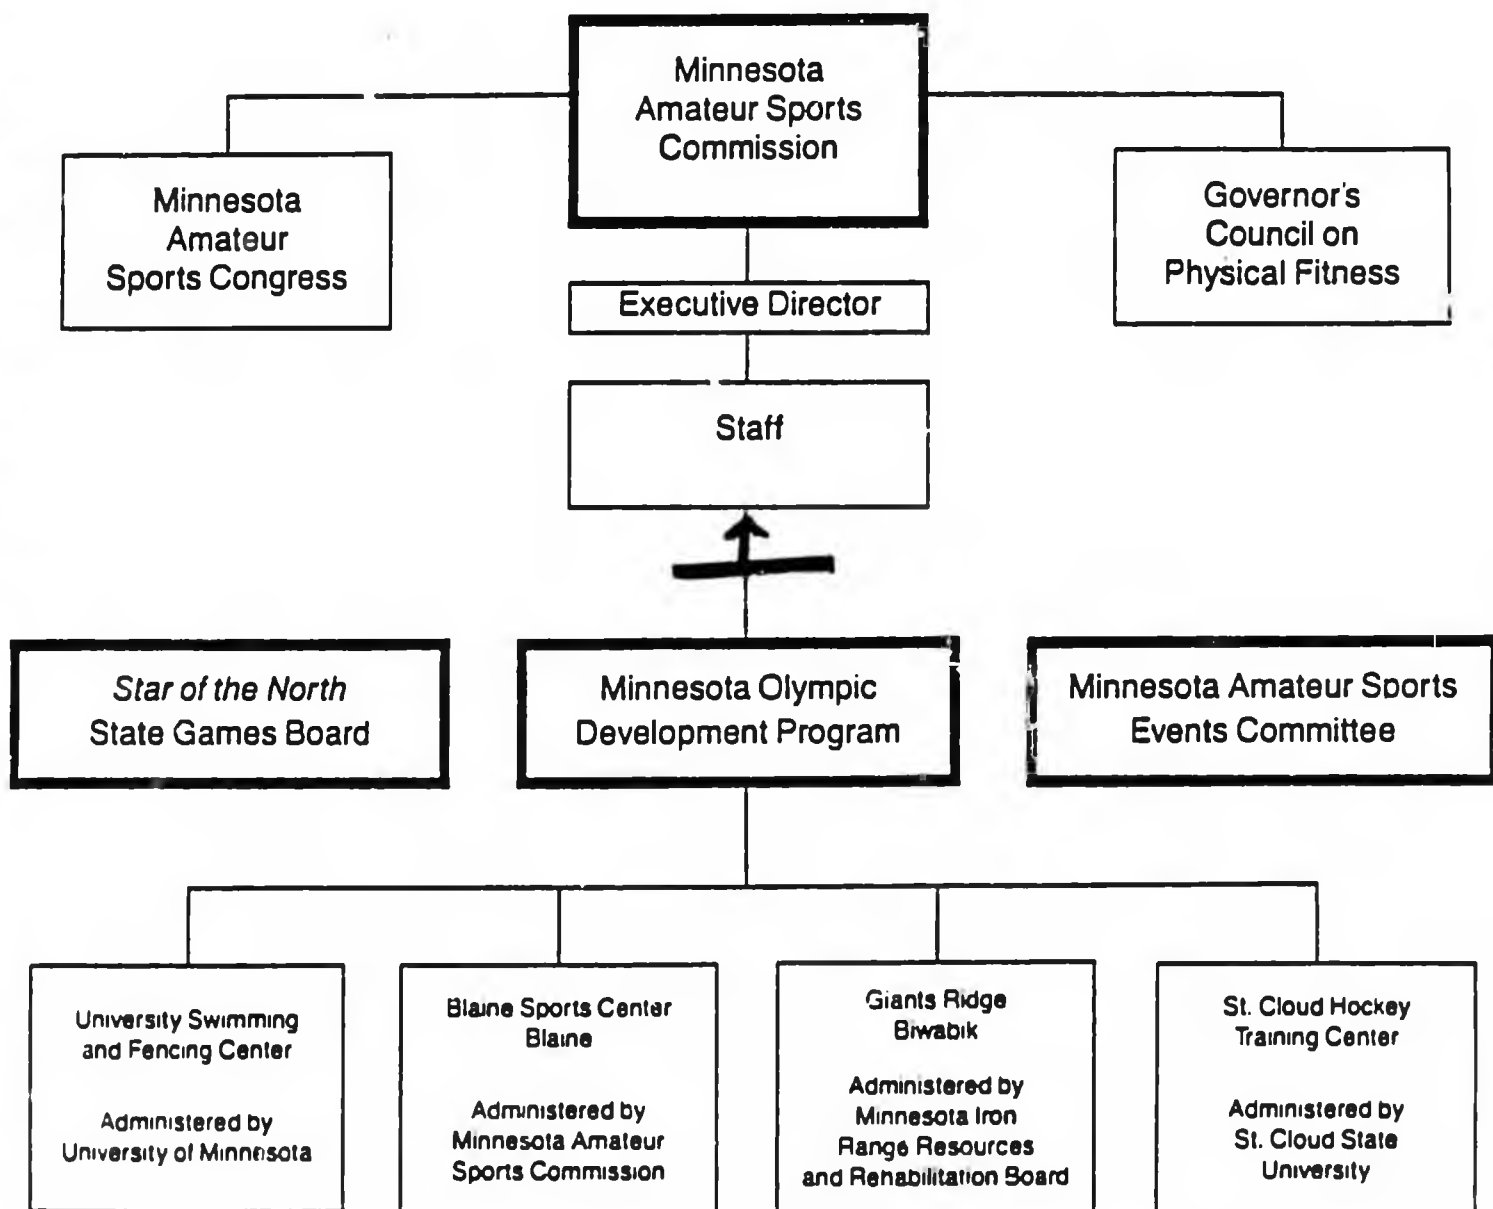 Minnesota
Amateur Sports
Commission
Minnesota
Amateur
Sports Congress
Governor's
Council on
Physical Fitness
Executive Director
Staff
Star of the North
State Games Board
Minnesota Olympic
Development Program
Minnesota Amateur Sports
Events Committee
University Swimming
and Fencing Center
Administered by
University of Minnesota
Blaine Sports Center
Blaine
Administered by
Minnesota Amateur
Sports Commission
Giants Ridge
Biwabik
Administered by
Minnesota Iron
Range Resources
and Rehabilitation Board
St. Cloud Hockey
Training Center
Administered by
St. Cloud State
University